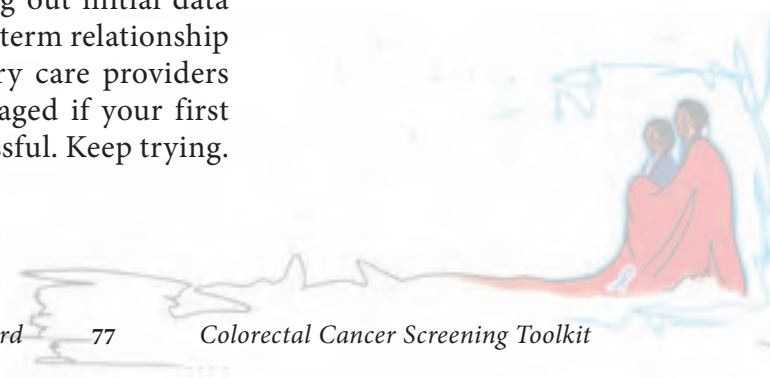 g out initial data
term relationship
ry care providers
aged if your first
ssful. Keep trying.
rd 77 Colorectal Cancer Screening Toolkit